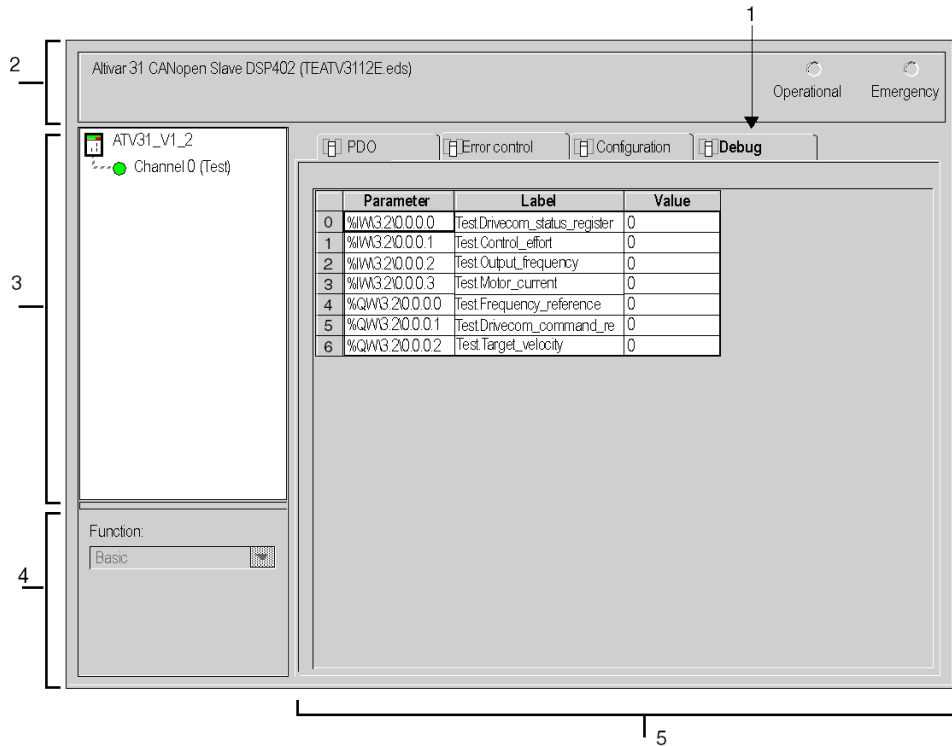 1
2
Altivar 31 CANopen Slave DSP402 (TEATV3112E.eds)
Operational Emergency
ATV31_V1_2
Channel 0 (Test)
PDO Error control Configuration Debug
Parameter Label Value
0 %IW\3.2\0.0.0.0 Test.Drivecom_status_register 0
1 %IW\3.2\0.0.0.1 Test.Control_effort 0
2 %IW\3.2\0.0.0.2 Test.Output_frequency 0
3 %IW\3.2\0.0.0.3 Test.Motor_current 0
4 %QW\3.2\0.0.0.0 Test.Frequency_reference 0
5 %QW\3.2\0.0.0.1 Test.Drivecom_command_re 0
6 %QW\3.2\0.0.0.2 Test.Target_velocity 0
3
Function:
Basic
4
5